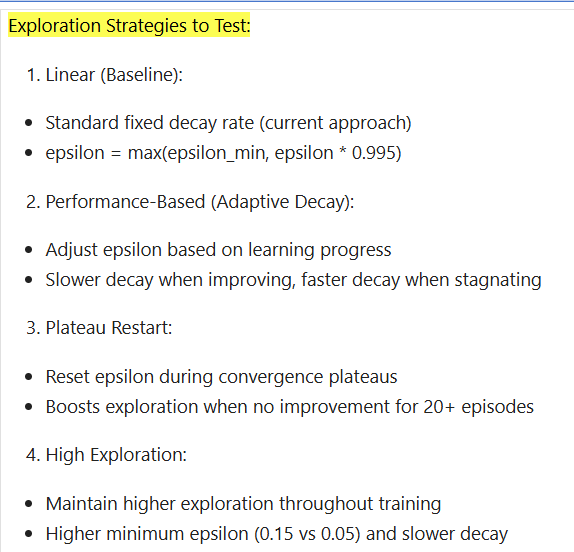 Exploration Strategies to Test:
1. Linear (Baseline):
• Standard fixed decay rate (current approach)
• epsilon = max(epsilon_min, epsilon * 0.995)
2. Performance-Based (Adaptive Decay):
• Adjust epsilon based on learning progress
• Slower decay when improving, faster decay when stagnating
3. Plateau Restart:
• Reset epsilon during convergence plateaus
• Boosts exploration when no improvement for 20+ episodes
4. High Exploration:
• Maintain higher exploration throughout training
• Higher minimum epsilon (0.15 vs 0.05) and slower decay